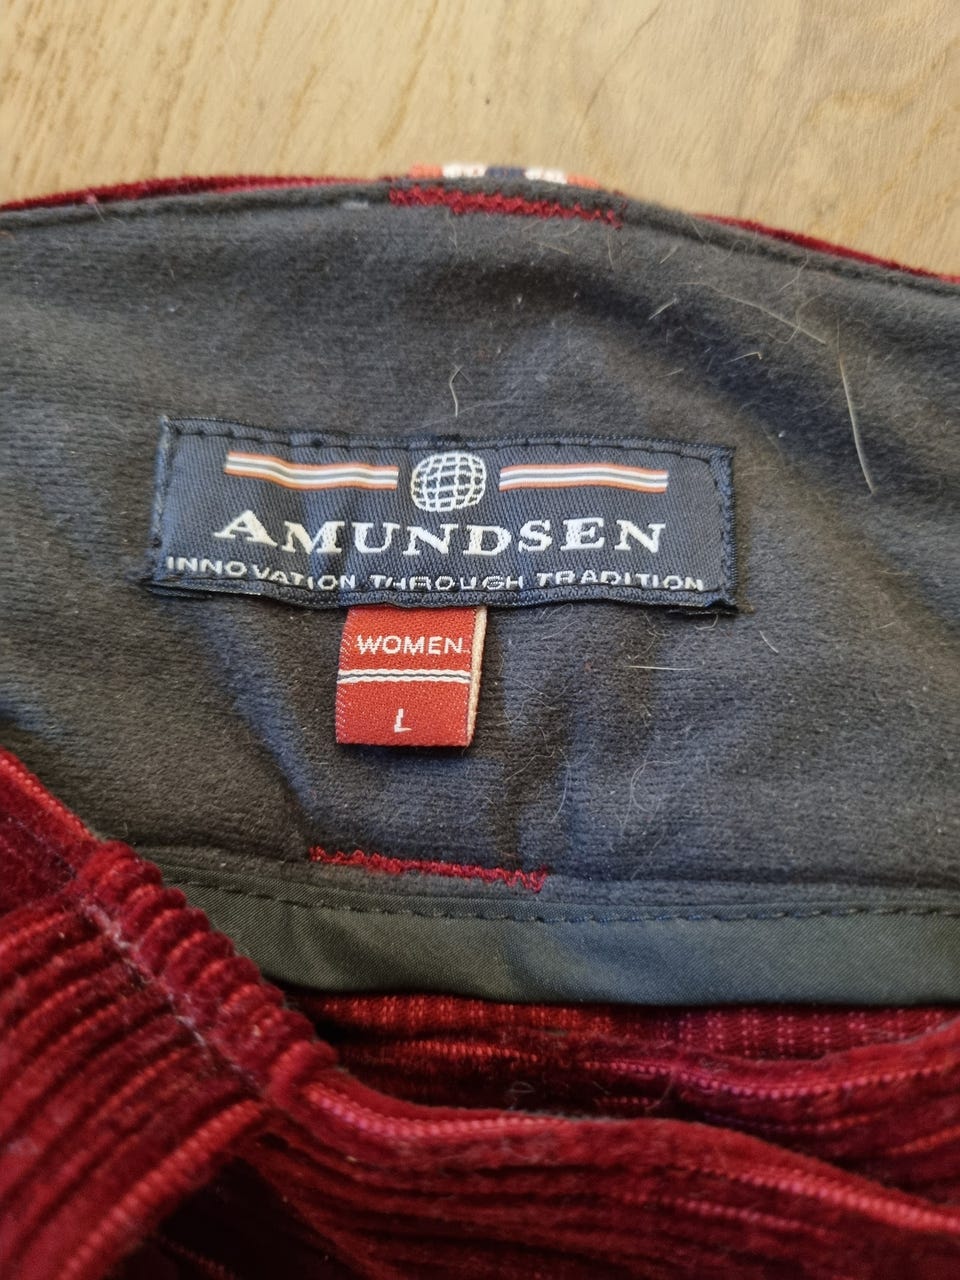 AMUNDSEN
INNOVATION THROUGH TRADITION
WOMEN
L